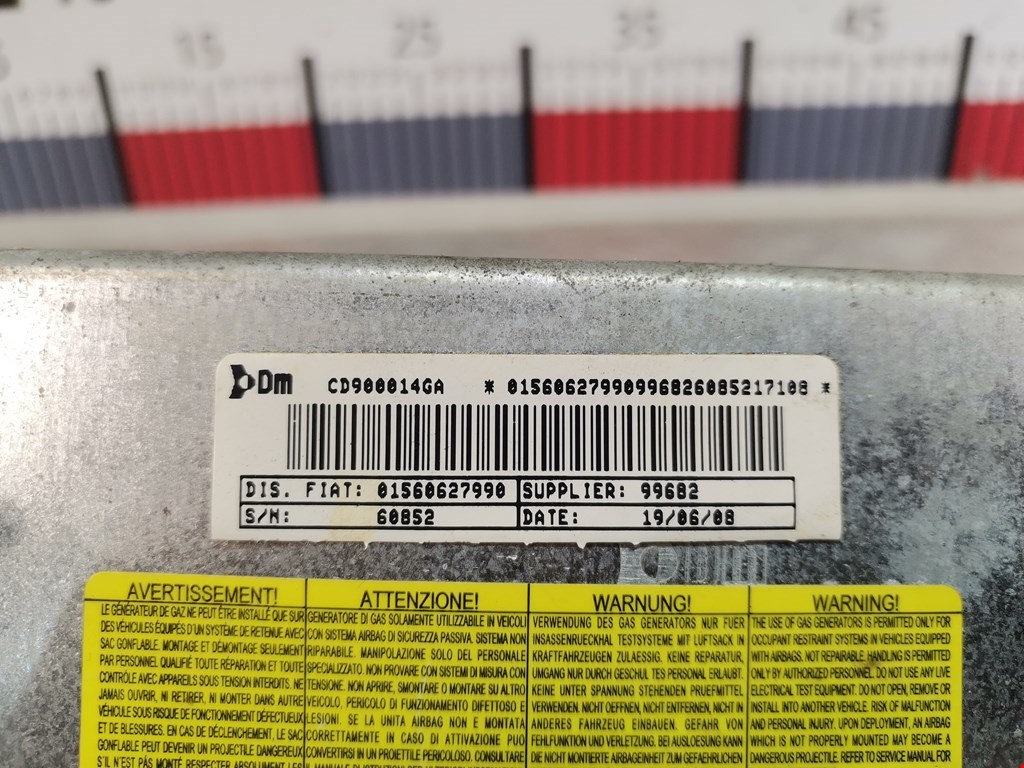 15 25 35 45
Dm CD900014GA * 0156062799099682608521 7108 *
DIS. FIAT: 01560627990 SUPPLIER: 99682
S/N: 60852 DATE: 19/06/08
AVERTISSEMENT!
LE GÉNÉRATEUR DE GAZ NE PEUT ÊTRE INSTALLÉ QUE SUR
DES VÉHICULES ÉQUIPÉS D'UN SYSTÈME DE RETENUE AVEC
SAC GONFLABLE. MONTAGE ET DÉMONTAGE SEULEMENT
PAR PERSONNEL QUALIFIÉ TOUTE RÉPARATION ET TOUTE
CONTRÔLE AVEC APPAREILS SOUS TENSION INTERDITS. NE
JAMAIS OUVRIR, NI RETIRER, NI MONTER DANS AUTRE
VÉHICULE SOUS RISQUE DE FONCTIONNEMENT DÉFECTUEUX
ET DE BLESSURES. EN CAS DE DÉCLENCHEMENT, LE SAC
GONFLABLE PEUT DEVENIR UN PROJECTILE DANGEREUX
S'IL N'EST PAS MONTÉ RESPECTER ABSOLUMENT LES
ATTENZIONE!
GENERATORE DI GAS SOLAMENTE UTILIZZABILE IN VEICOLI
CON SISTEMA AIRBAG DI SICUREZZA PASSIVA. SISTEMA NON
RIPARABILE. MANIPOLAZIONE SOLO DEL PERSONALE
SPECIALIZZATO. NON PROVARE CON SISTEMI DI MISURA CON
TENSIONE. NON APRIRE, SMONTARE O MONTARE SU ALTRO
VEICOLO, PERICOLO DI FUNZIONAMENTO DIFETTOSO E
LESIONI. SE LA UNITA AIRBAG NON E MONTATA
CORRETTAMENTE IN CASO DI ATTIVAZIONE PUO
CONVERTIRSI IN UN PROIETTILE PERICOLOSO. CONSULTARE
WARNUNG!
VERWENDUNG DES GAS GENERATORS NUR FUER
INSASSENRUECKHAL TESTSYSTEME MIT LUFTSACK IN
KRAFTFAHRZEUGEN ZULAESSIG. KEINE REPARATUR,
UMGANG NUR DURCH GESCHUL TES PERSONAL ERLAUBT.
KEINE UNTER SPANNUNG STEHENDEN PRUEFMITTEL
VERWENDEN. NICHT OEFFNEN, NICHT ENTFERNEN, NICHT IN
ANDERES FAHRZEUG EINBAUEN. GEFAHR VON
FEHLFUNKTION UND VERLETZUNG. BEI AUSLOESUNG KANN
DIE NICHT MONTIERTE AIRBAGEINHEIT ZUM GEFAEHRLICHEN
WARNING!
THE USE OF GAS GENERATORS IS PERMITTED ONLY FOR
OCCUPANT RESTRAINT SYSTEMS IN VEHICLES EQUIPPED
WITH AIRBAGS. NOT REPAIRABLE. HANDLING IS PERMITTED
ONLY BY AUTHORIZED PERSONNEL. DO NOT USE ANY LIVE
ELECTRICAL TEST EQUIPMENT. DO NOT OPEN, REMOVE OR
INSTALL INTO ANOTHER VEHICLE. RISK OF MALFUNCTION
AND PERSONAL INJURY. UPON DEPLOYMENT, AN AIRBAG
WHICH IS NOT PROPERLY MOUNTED MAY BECOME A
DANGEROUS PROJECTILE. REFER TO SERVICE MANUAL FOR